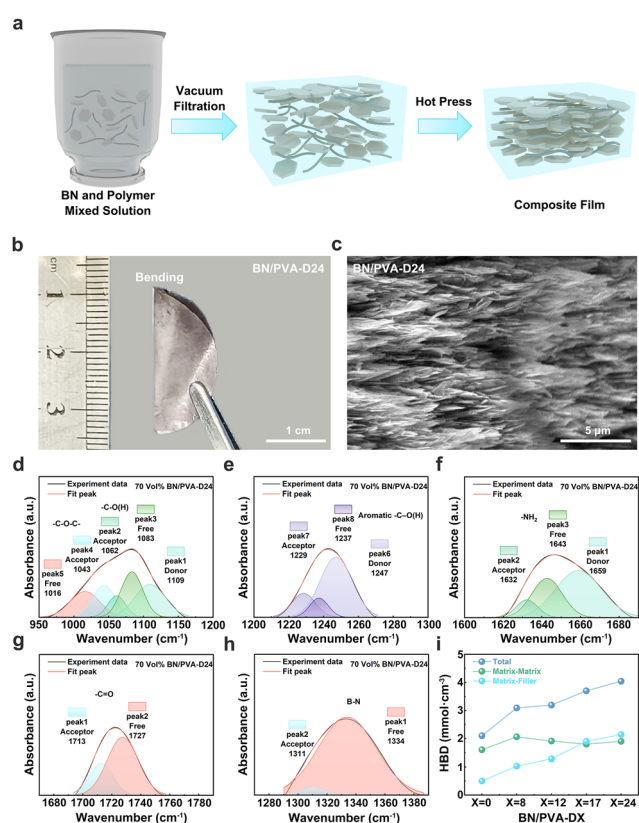 a
Vacuum
Filtration
Hot Press
BN and Polymer
Mixed Solution
Composite Film
b
Bending
BN/PVA-D24
cm
1
2
3
1 cm
c
BN/PVA-D24
5 μm
d
Experiment data
Fit peak
70 Vol% BN/PVA-D24
-C-O(H)
-C-O-C-
peak5
Free
1016
peak4
Acceptor
1043
peak2
Acceptor
1062
peak3
Free
1083
peak1
Donor
1109
Absorbance (a.u.)
950 1000 1050 1100 1150 1200
Wavenumber (cm⁻¹)
e
Experiment data
Fit peak
70 Vol% BN/PVA-D24
Aromatic -C–O(H)
peak7
Acceptor
1229
peak8
Free
1237
peak6
Donor
1247
Absorbance (a.u.)
1220 1240 1260 1280 1300
Wavenumber (cm⁻¹)
f
Experiment data
Fit peak
70 Vol% BN/PVA-D24
-NH₂
peak2
Acceptor
1632
peak3
Free
1643
peak1
Donor
1659
Absorbance (a.u.)
1600 1620 1640 1660 1680
Wavenumber (cm⁻¹)
g
Experiment data
Fit peak
70 Vol% BN/PVA-D24
-C=O
peak1
Acceptor
1713
peak2
Free
1727
Absorbance (a.u.)
1680 1700 1720 1740 1760 1780
Wavenumber (cm⁻¹)
h
Experiment data
Fit peak
70 Vol% BN/PVA-D24
B-N
peak2
Acceptor
1311
peak1
Free
1334
Absorbance (a.u.)
1280 1300 1320 1340 1360 1380
Wavenumber (cm⁻¹)
i
Total
Matrix-Matrix
Matrix-Filler
HBD (mmol·cm⁻³)
5
4
3
2
1
0
X=0 X=8 X=12 X=17 X=24
BN/PVA-DX